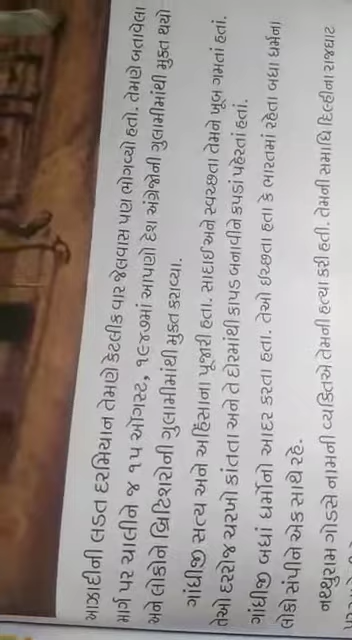 આઝાદીની લડત દરમિયાન તેમણે કેટલીક વાર જેલવાસ પણ ભોગવ્યો હતો. તેમણે બતાવેલા
માર્ગ પર ચાલીને જ ૧૫ ઑગસ્ટ, ૧૯૪૭માં આપણો દેશ અંગ્રેજોની ગુલામીમાંથી મુક્ત થયો
અને લોકોને બ્રિટિશરોની ગુલામીમાંથી મુક્ત કરાવ્યા.
ગાંધીજી સત્ય અને અહિંસાના પૂજારી હતા. સાદાઈ અને સ્વચ્છતા તેમને ખૂબ ગમતાં હતાં.
તેઓ દરરોજ ચરખો કાંતતા અને તે દોરામાંથી કાપડ બનાવીને કપડાં પહેરતાં હતાં.
ગાંધીજી બધાં ધર્મોનો આદર કરતા હતા. તેઓ ઈચ્છતા હતા કે ભારતમાં રહેતા બધા ધર્મના
લોકો સંપીને એક સાથે રહે.
નથ્થુરામ ગોડસે નામની વ્યક્તિએ તેમની હત્યા કરી હતી. તેમની સમાધિ દિલ્હીના રાજઘાટ